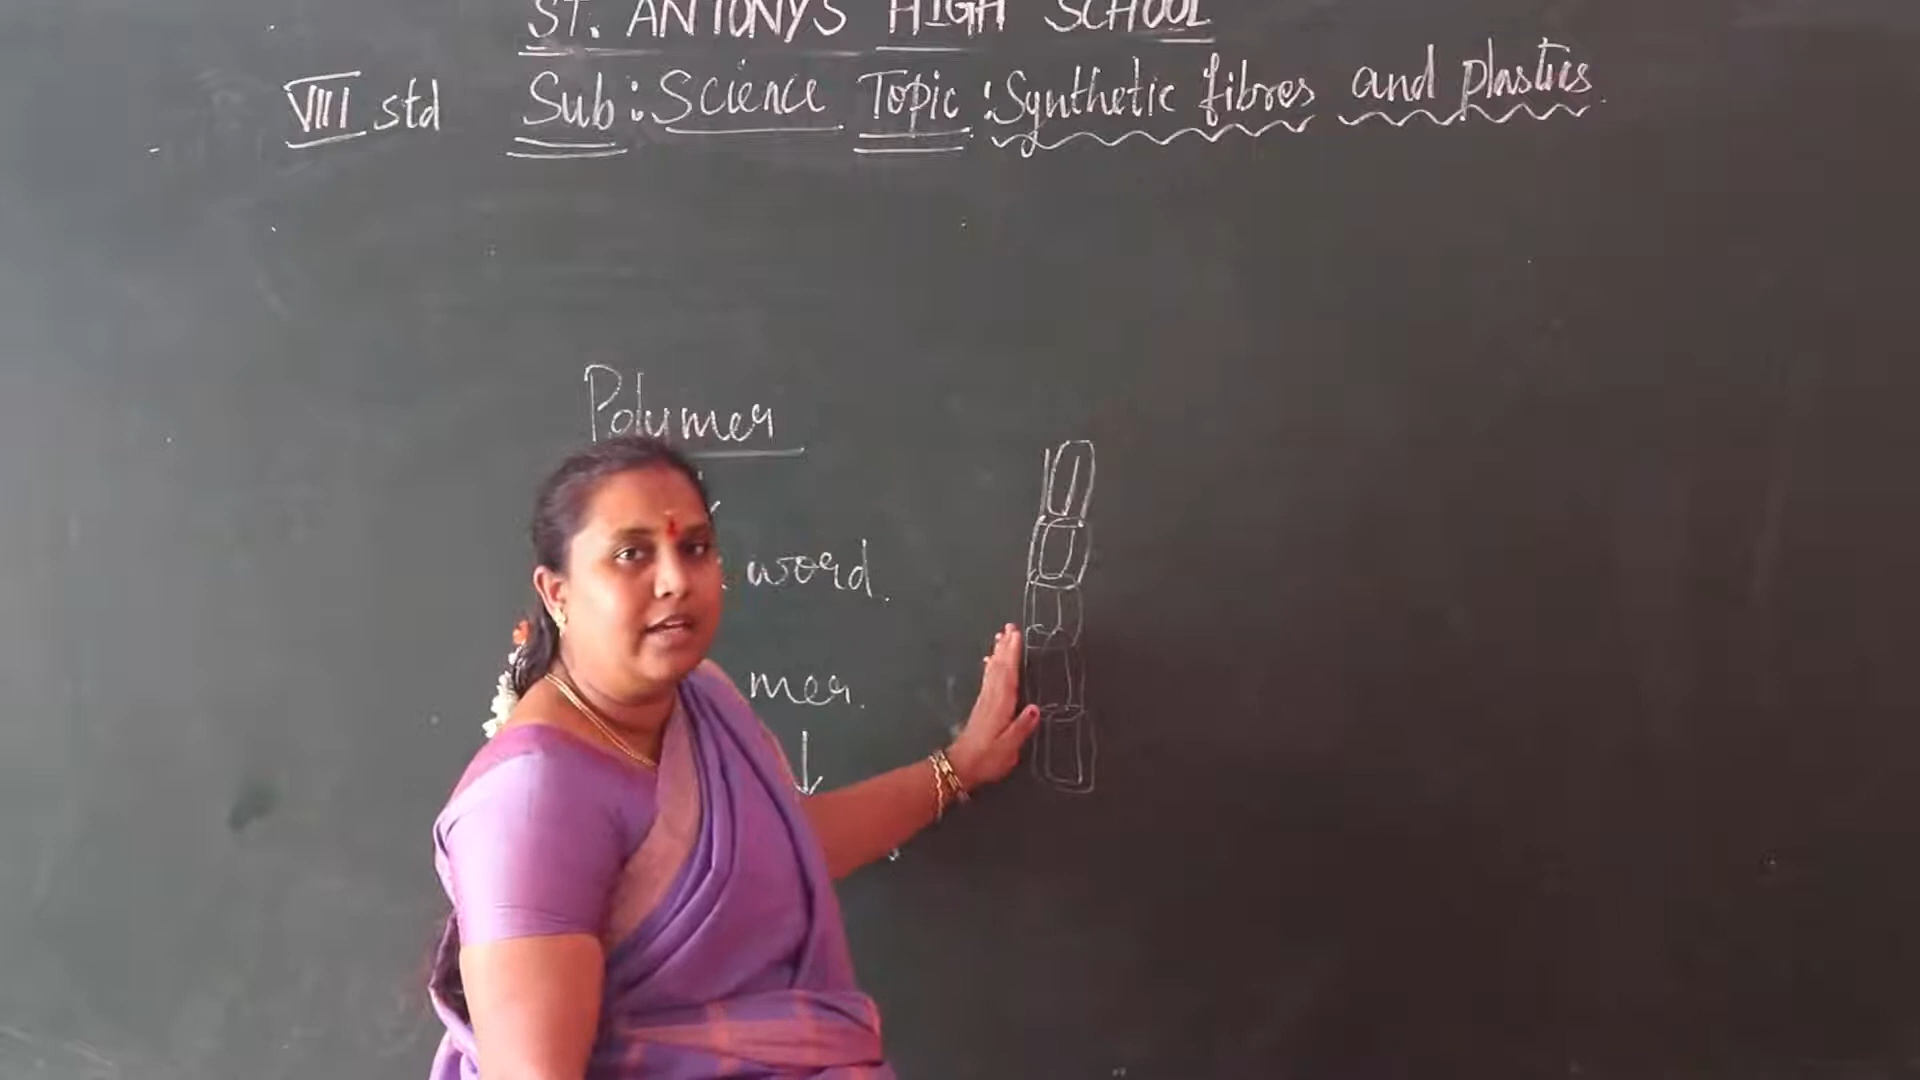 ST. ANTONYS HIGH SCHOOL
VIII std Sub : Science Topic : Synthetic fibres and plastics.
Polymer
word.
mer.